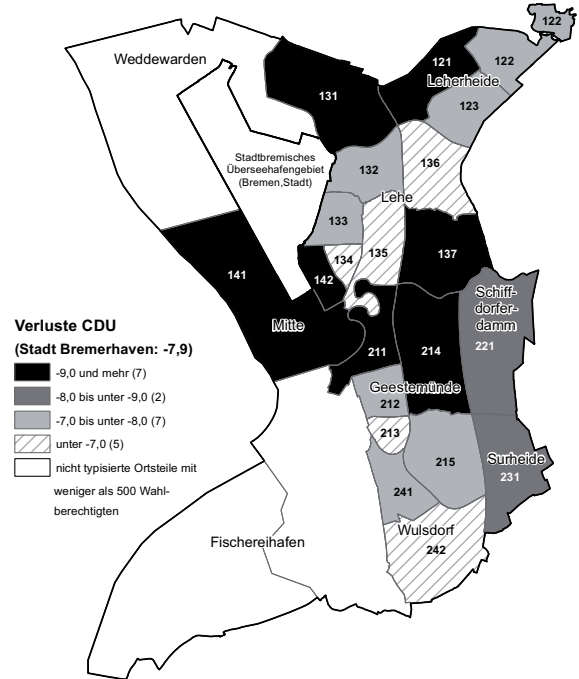 122
Weddewarden
121
122
Leherheide
131
123
Stadtbremisches
Überseehafengebiet
(Bremen,Stadt)
132
136
Lehe
133
134
135
137
141
142
Schiff-
dorfer-
damm
221
Mitte
211
214
Verluste CDU
(Stadt Bremerhaven: -7,9)
-9,0 und mehr (7)
-8,0 bis unter -9,0 (2)
-7,0 bis unter -8,0 (7)
unter -7,0 (5)
nicht typisierte Ortsteile mit
weniger als 500 Wahl-
berechtigten
Geestemünde
212
213
215
Surheide
231
241
Wulsdorf
242
Fischereihafen